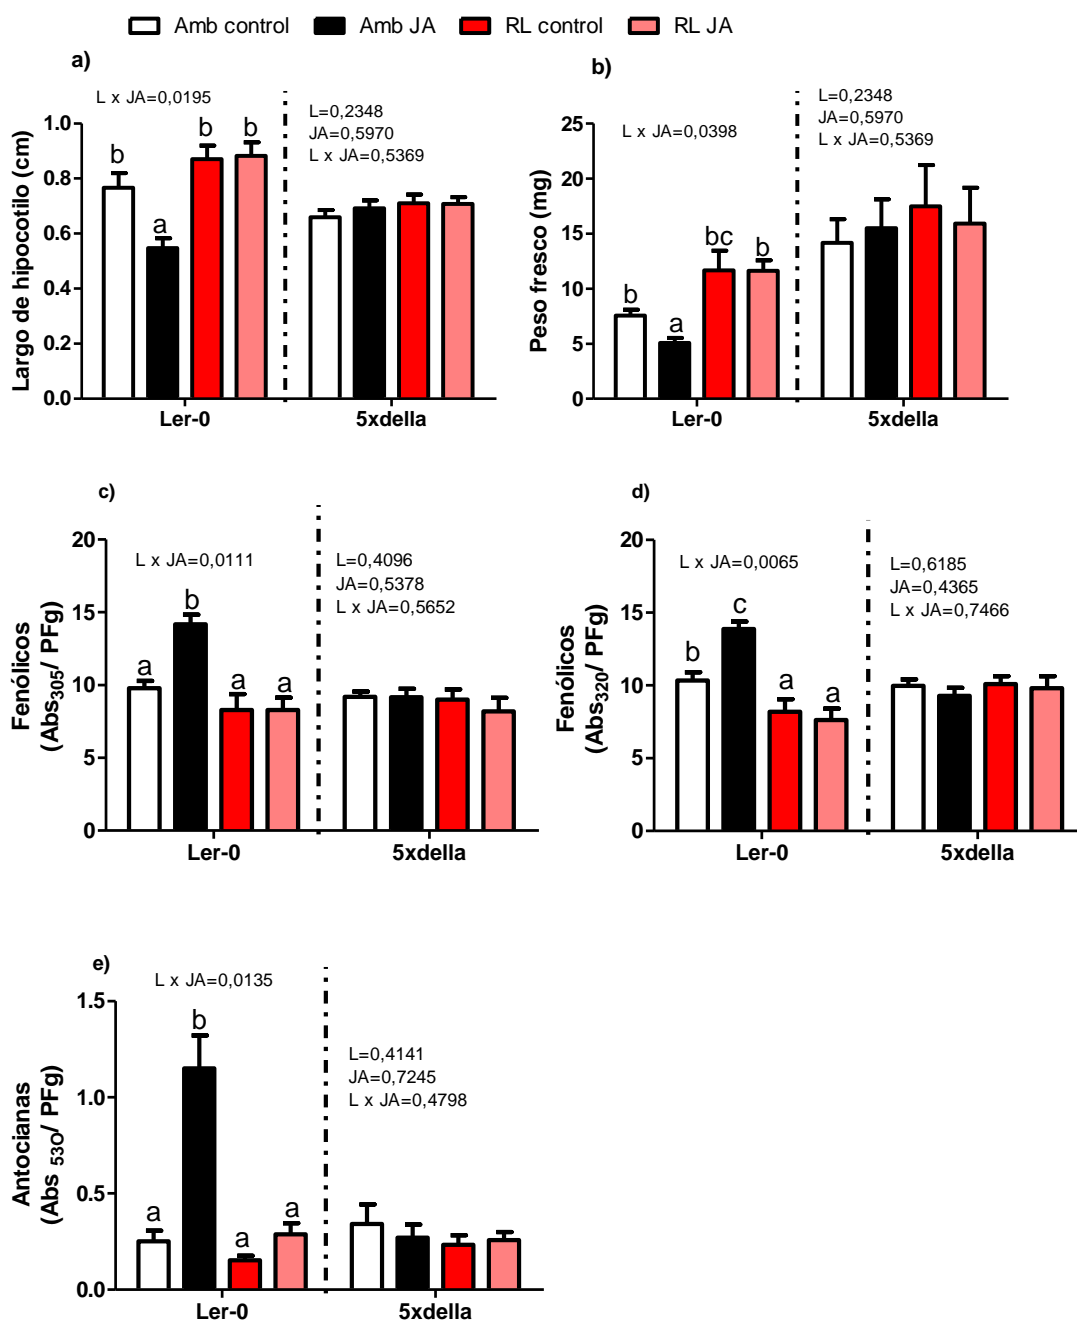 Amb control Amb JA RL control RL JA
a)
L x JA=0,0195
L=0,2348
JA=0,5970
L x JA=0,5369
Largo de hipocotilo (cm)
1.0
0.8
0.6
0.4
0.2
0.0
b
a
b
b
Ler-0
5xdella
b)
L x JA=0,0398
L=0,2348
JA=0,5970
L x JA=0,5369
Peso fresco (mg)
25
20
15
10
5
0
b
a
bc
b
Ler-0
5xdella
c)
L x JA=0,0111
L=0,4096
JA=0,5378
L x JA=0,5652
Fenólicos
(Abs305/ PFg)
20
15
10
5
0
a
b
a
a
Ler-0
5xdella
d)
L x JA=0,0065
L=0,6185
JA=0,4365
L x JA=0,7466
Fenólicos
(Abs320/ PFg)
20
15
10
5
0
b
c
a
a
Ler-0
5xdella
e)
L x JA=0,0135
L=0,4141
JA=0,7245
L x JA=0,4798
Antocianas
(Abs 53O/ PFg)
1.5
1.0
0.5
0.0
a
b
a
a
Ler-0
5xdella